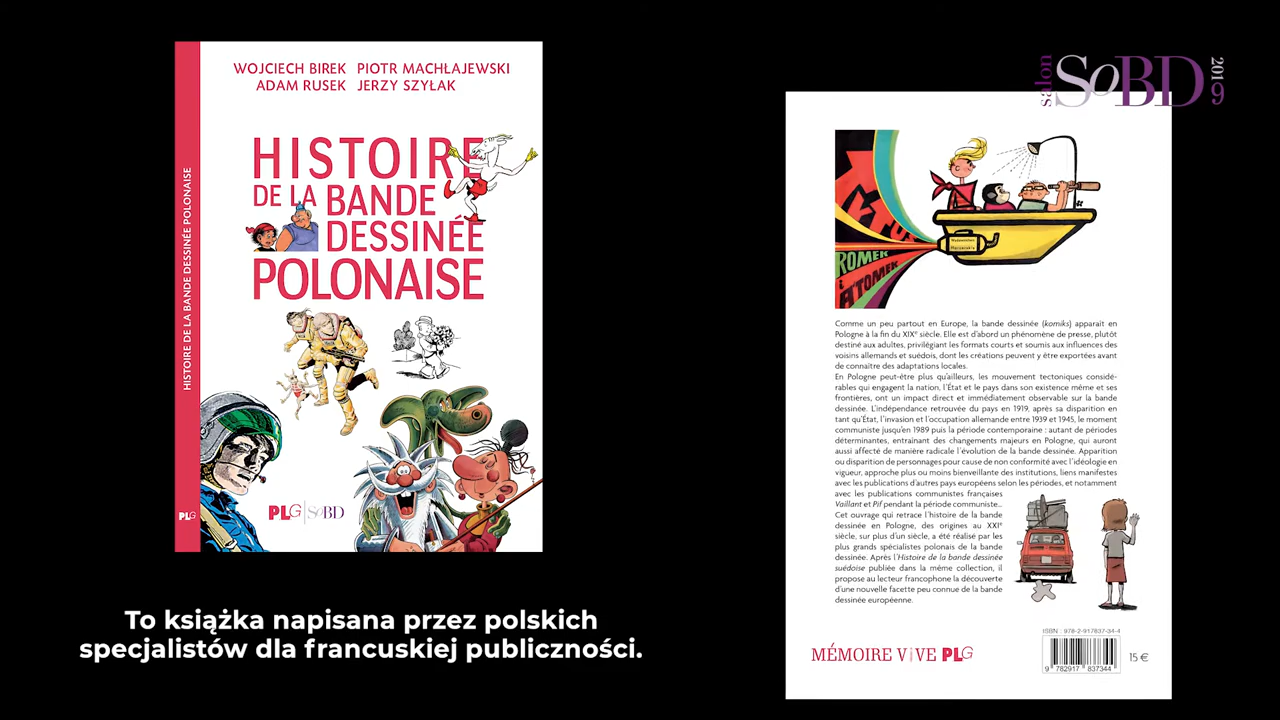 WOJCIECH BIREK PIOTR MACHŁAJEWSKI
ADAM RUSEK JERZY SZYŁAK
HISTOIRE
DE LA BANDE
DESSINÉE
POLONAISE
HISTOIRE DE LA BANDE DESSINÉE POLONAISE
PLG
PLG SoBD
To książka napisana przez polskich
specjalistów dla francuskiej publiczności.
salon SoBD 2019
KTUS
ROMEK
i ATOMEK
Comme un peu partout en Europe, la bande dessinée (komiks) apparait en
Pologne à la fin du XIXe siècle. Elle est d'abord un phénomène de presse, plutôt
destiné aux adultes, privilégiant les formats courts et soumis aux influences des
voisins allemands et suédois, dont les créations peuvent y être exportées avant
de connaître des adaptations locales.
En Pologne peut-être plus qu'ailleurs, les mouvement tectoniques considé-
rables qui engagent la nation, l'État et le pays dans son existence même et ses
frontières, ont un impact direct et immédiatement observable sur la bande
dessinée. L'indépendance retrouvée du pays en 1919, après sa disparition en
tant qu'État, l'invasion et l'occupation allemande entre 1939 et 1945, le moment
communiste jusqu'en 1989 puis la période contemporaine : autant de périodes
déterminantes, entraînant des changements majeurs en Pologne, qui auront
aussi affecté de manière radicale l'évolution de la bande dessinée. Apparition
ou disparition de personnages pour cause de non conformité avec l'idéologie en
vigueur, approche plus ou moins bienveillante des institutions, liens manifestes
avec les publications d'autres pays européens selon les périodes, et notamment
avec les publications communistes françaises
Vaillant et Pif pendant la période communiste...
Cet ouvrage qui retrace l'histoire de la bande
dessinée en Pologne, des origines au XXIe
siècle, sur plus d'un siècle, a été réalisé par les
plus grands spécialistes polonais de la bande
dessinée. Après l'Histoire de la bande dessinée
suédoise publiée dans la même collection, il
propose au lecteur francophone la découverte
d'une nouvelle facette peu connue de la bande
dessinée européenne.
MÉMOIRE VIVE PLG
ISBN : 978-2-917837-34-4
9 782917 837344
15 €